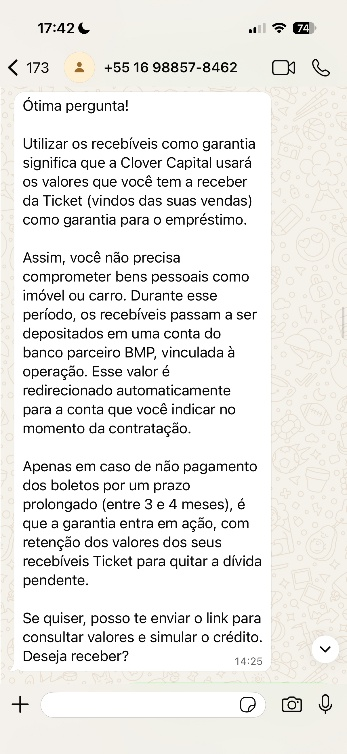 17:42
74
173
+55 16 98857-8462
Ótima pergunta!
Utilizar os recebíveis como garantia
significa que a Clover Capital usará
os valores que você tem a receber
da Ticket (vindos das suas vendas)
como garantia para o empréstimo.
Assim, você não precisa
comprometer bens pessoais como
imóvel ou carro. Durante esse
período, os recebíveis passam a ser
depositados em uma conta do
banco parceiro BMP, vinculada à
operação. Esse valor é
redirecionado automaticamente
para a conta que você indicar no
momento da contratação.
Apenas em caso de não pagamento
dos boletos por um prazo
prolongado (entre 3 e 4 meses), é
que a garantia entra em ação, com
retenção dos valores dos seus
recebíveis Ticket para quitar a dívida
pendente.
Se quiser, posso te enviar o link para
consultar valores e simular o crédito.
Deseja receber?
14:25